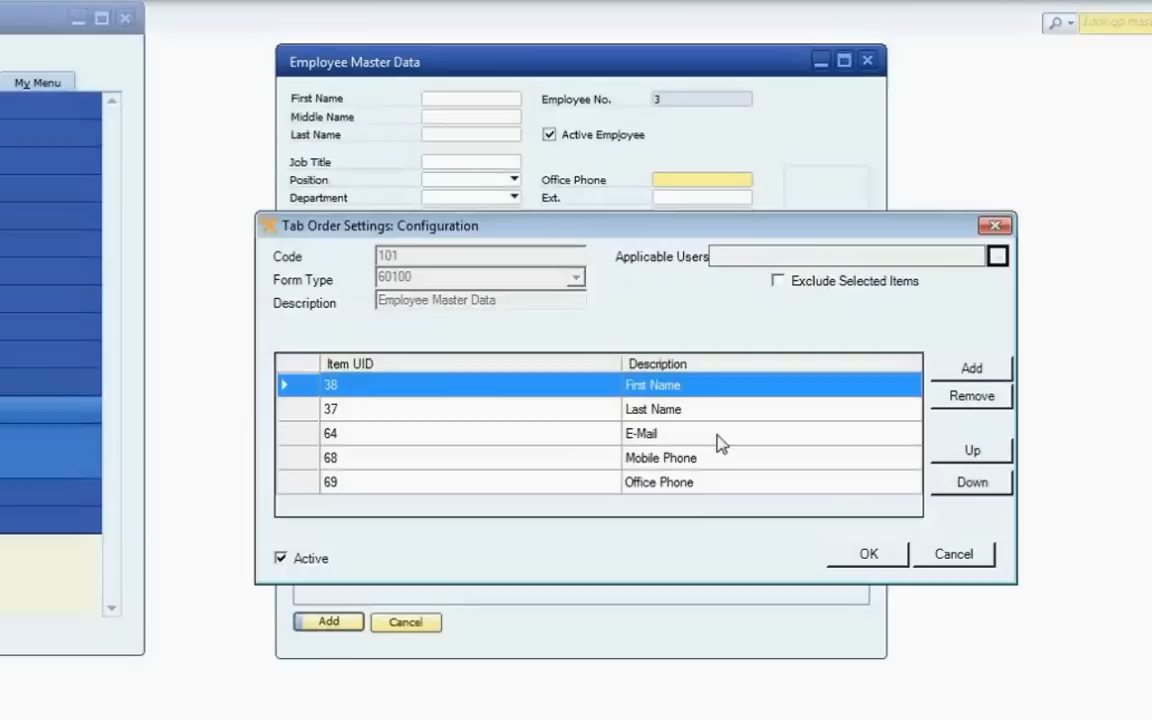 Look up mast
My Menu
Employee Master Data
First Name
Employee No. 3
Middle Name
Last Name
Active Employee
Job Title
Position
Office Phone
Department
Ext.
Tab Order Settings: Configuration
Code 101
Applicable Users
Form Type 60100
Exclude Selected Items
Description Employee Master Data
Item UID Description
38 First Name
37 Last Name
64 E-Mail
68 Mobile Phone
69 Office Phone
Add
Remove
Up
Down
Active
OK Cancel
Add Cancel